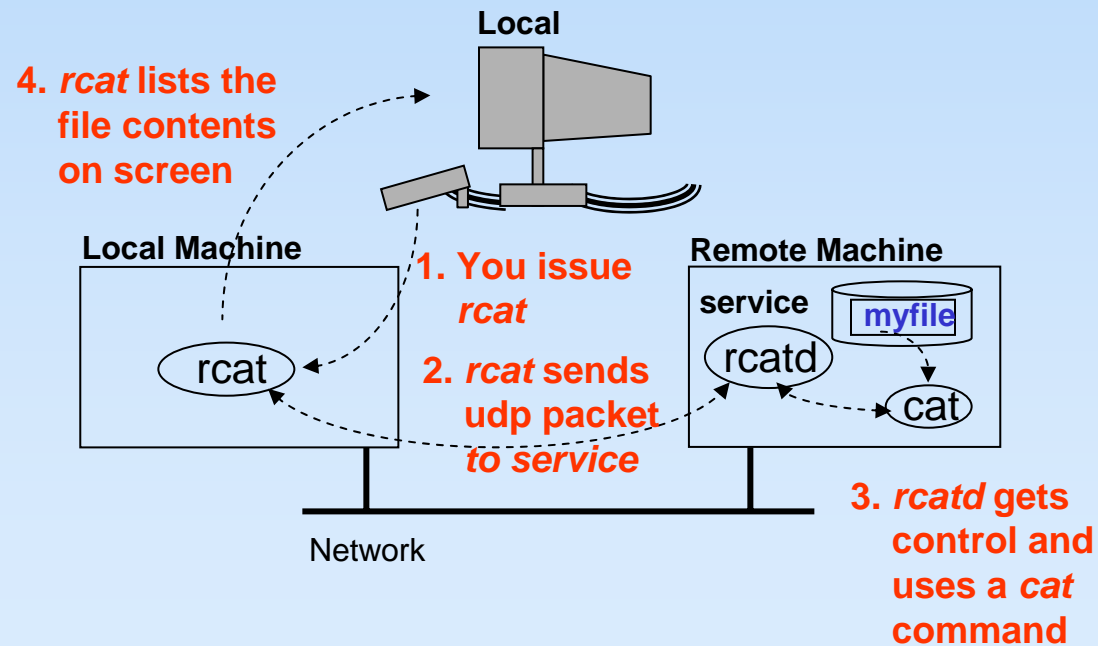 Local
4. rcat lists the
file contents
on screen
Local Machine
rcat
1. You issue
rcat
2. rcat sends
udp packet
to service
Remote Machine
service
myfile
rcatd
cat
3. rcatd gets
control and
uses a cat
command
Network